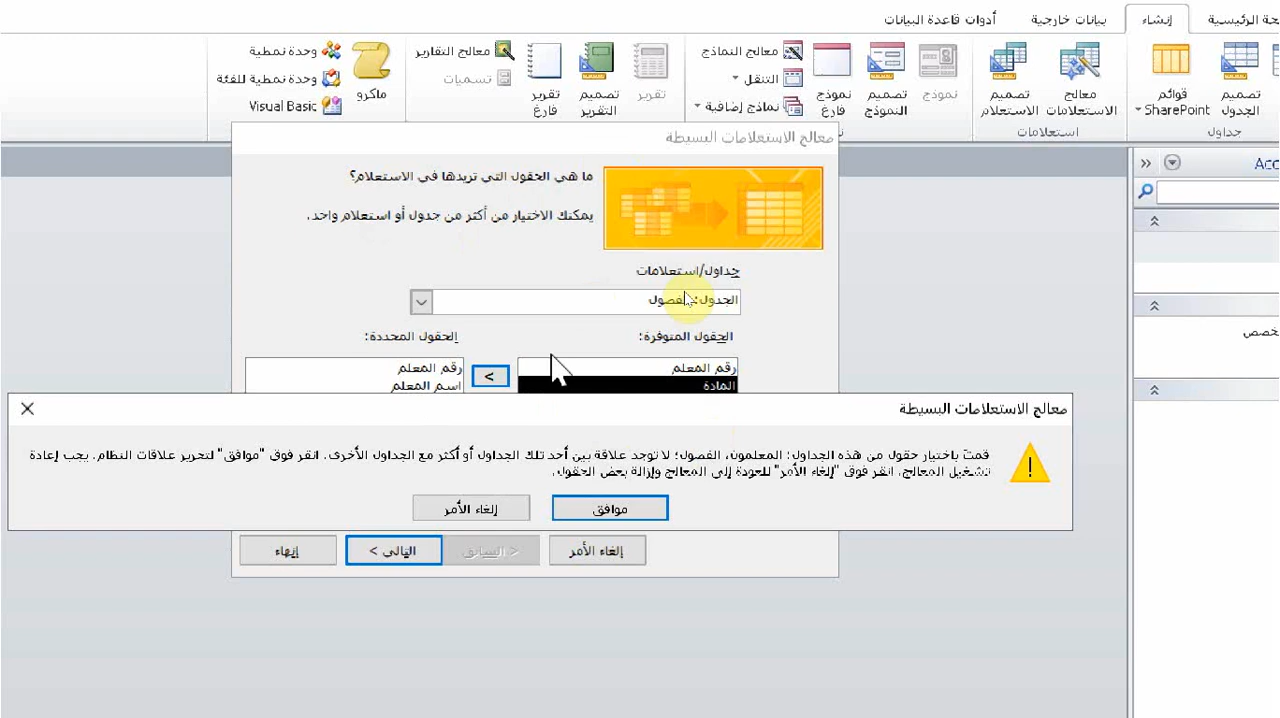 حة الرئيسية
إنشاء
بيانات خارجية
أدوات قاعدة البيانات
تصميم الجدول
قوائم SharePoint
جداول
معالج الاستعلامات
تصميم الاستعلام
استعلامات
نموذج
تصميم النموذج
نموذج فارغ
معالج النماذج
التنقل
نماذج إضافية
تقرير
تصميم التقرير
تقرير فارغ
معالج التقارير
تسميات
ماكرو
وحدة نمطية
وحدة نمطية للفئة
Visual Basic
Acc
خصص
معالج الاستعلامات البسيطة
ما هي الحقول التي تريدها في الاستعلام؟
يمكنك الاختيار من أكثر من جدول أو استعلام واحد.
جداول/استعلامات
الجدول: الفصول
الحقول المتوفرة:
الحقول المحددة:
رقم المعلم
المادة
>
رقم المعلم
اسم المعلم
معالج الاستعلامات البسيطة
قمت باختيار حقول من هذه الجداول: المعلمون، الفصول؛ لا توجد علاقة بين أحد تلك الجداول أو أكثر مع الجداول الأخرى. انقر فوق "موافق" لتحرير علاقات النظام. يجب إعادة
تشغيل المعالج. انقر فوق "إلغاء الأمر" للعودة إلى المعالج وإزالة بعض الحقول.
موافق
إلغاء الأمر
إلغاء الأمر
< السابق
التالي >
إنهاء